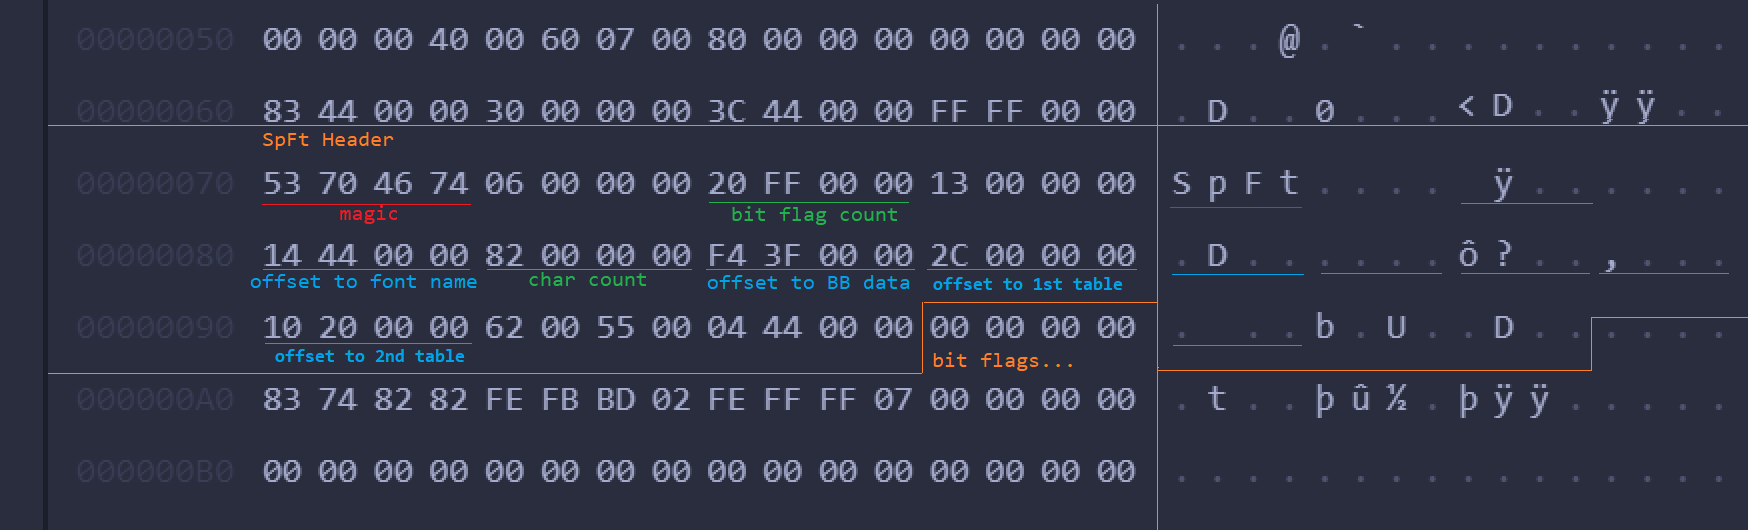 00000050 00 00 00 40 00 60 07 00 80 00 00 00 00 00 00 00 . . . @ . ` . . . . . . . . . .
00000060 83 44 00 00 30 00 00 00 3C 44 00 00 FF FF 00 00 . D . . 0 . . . < D . . ÿ ÿ . .
SpFt Header
00000070 53 70 46 74 06 00 00 00 20 FF 00 00 13 00 00 00 S p F t . . . . ÿ . . . . . .
magic bit flag count
00000080 14 44 00 00 82 00 00 00 F4 3F 00 00 2C 00 00 00 . D . . . . . . ô ? . . , . . .
offset to font name char count offset to BB data offset to 1st table
00000090 10 20 00 00 62 00 55 00 04 44 00 00 00 00 00 00 . . . b . U . . D . . . . . .
offset to 2nd table bit flags...
000000A0 83 74 82 82 FE FB BD 02 FE FF FF 07 00 00 00 00 . t . . þ û ½ . þ ÿ ÿ . . . . .
000000B0 00 00 00 00 00 00 00 00 00 00 00 00 00 00 00 00 . . . . . . . . . . . . . . . .